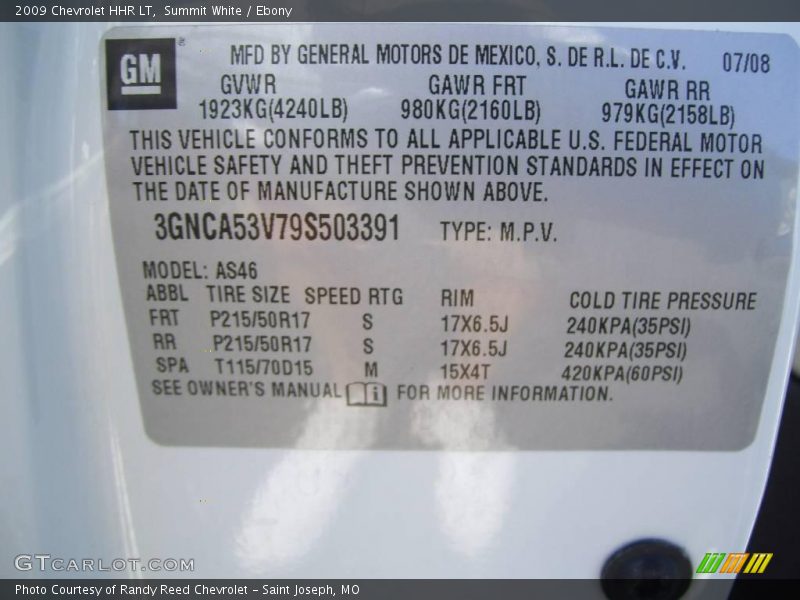 2009 Chevrolet HHR LT, Summit White / Ebony
GM ®
MFD BY GENERAL MOTORS DE MEXICO, S. DE R.L. DE C.V. 07/08
GVWR GAWR FRT GAWR RR
1923KG(4240LB) 980KG(2160LB) 979KG(2158LB)
THIS VEHICLE CONFORMS TO ALL APPLICABLE U.S. FEDERAL MOTOR
VEHICLE SAFETY AND THEFT PREVENTION STANDARDS IN EFFECT ON
THE DATE OF MANUFACTURE SHOWN ABOVE.
3GNCA53V79S503391 TYPE: M.P.V.
MODEL: AS46
ABBL TIRE SIZE SPEED RTG RIM COLD TIRE PRESSURE
FRT P215/50R17 S 17X6.5J 240KPA(35PSI)
RR P215/50R17 S 17X6.5J 240KPA(35PSI)
SPA T115/70D15 M 15X4T 420KPA(60PSI)
SEE OWNER'S MANUAL i FOR MORE INFORMATION.
GTCARLOT.COM
Photo Courtesy of Randy Reed Chevrolet - Saint Joseph, MO